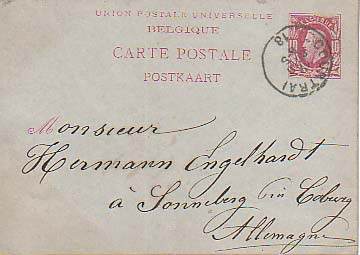 UNION POSTALE UNIVERSELLE
BELGIQUE
CARTE POSTALE
POSTKAART
Monsieur
Hermann Engelhardt
à Sonneberg bei Coburg
Allemagne